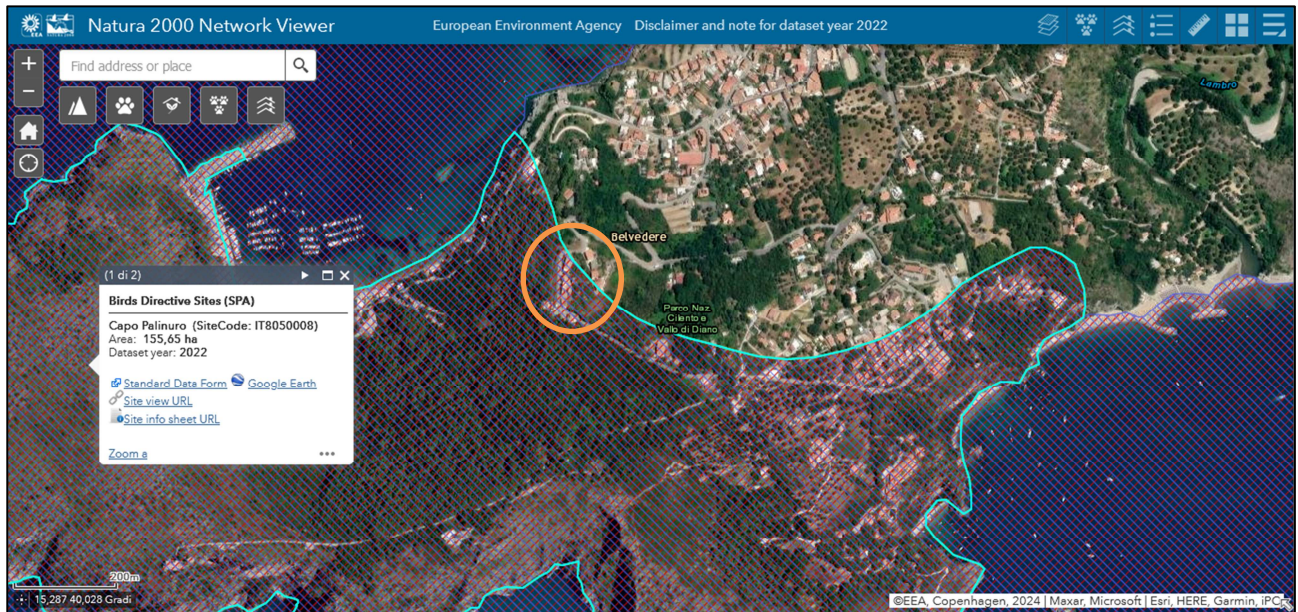 Natura 2000 Network Viewer
European Environment Agency Disclaimer and note for dataset year 2022
EEA
Find address or place
Lambro
Belvedere
Parco Naz.
Cilento e
Vallo di Diano
(1 di 2)
Birds Directive Sites (SPA)
Capo Palinuro (SiteCode: IT8050008)
Area: 155,65 ha
Dataset year: 2022
Standard Data Form Google Earth
Site view URL
Site info sheet URL
Zoom a
200m
15,287 40,028 Gradi
©EEA, Copenhagen, 2024 | Maxar, Microsoft | Esri, HERE, Garmin, iPC